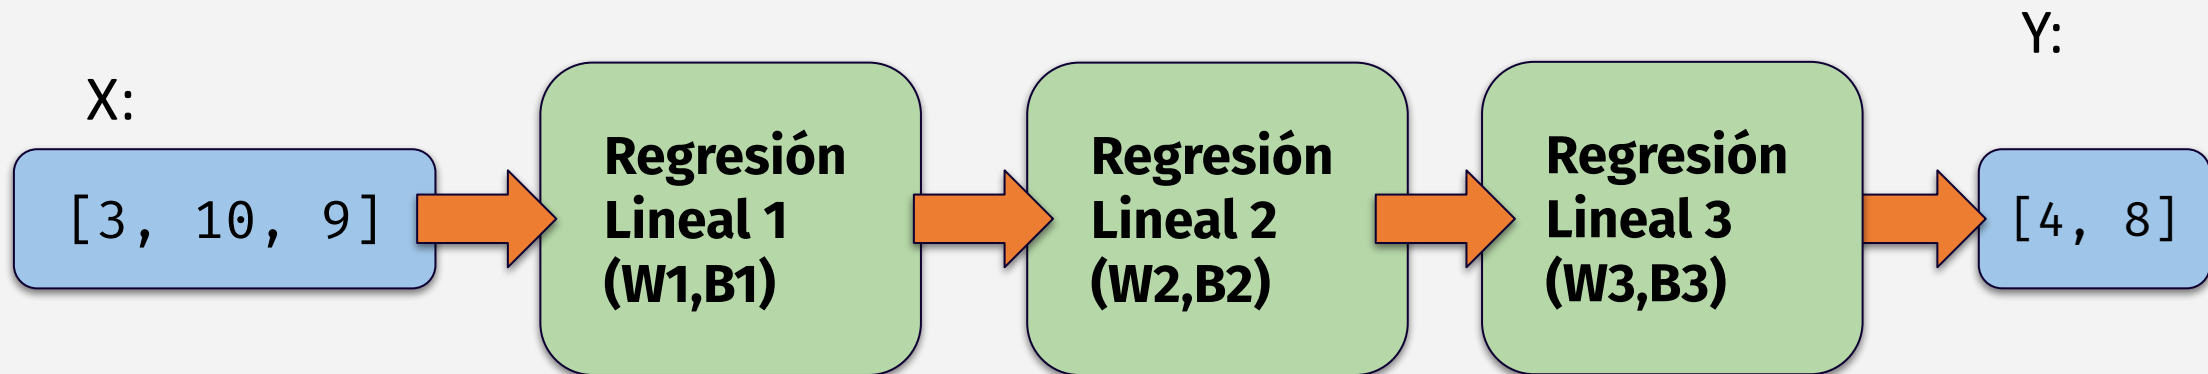 X:
[3, 10, 9]
Regresión
Lineal 1
(W1,B1)
Regresión
Lineal 2
(W2,B2)
Regresión
Lineal 3
(W3,B3)
Y:
[4, 8]